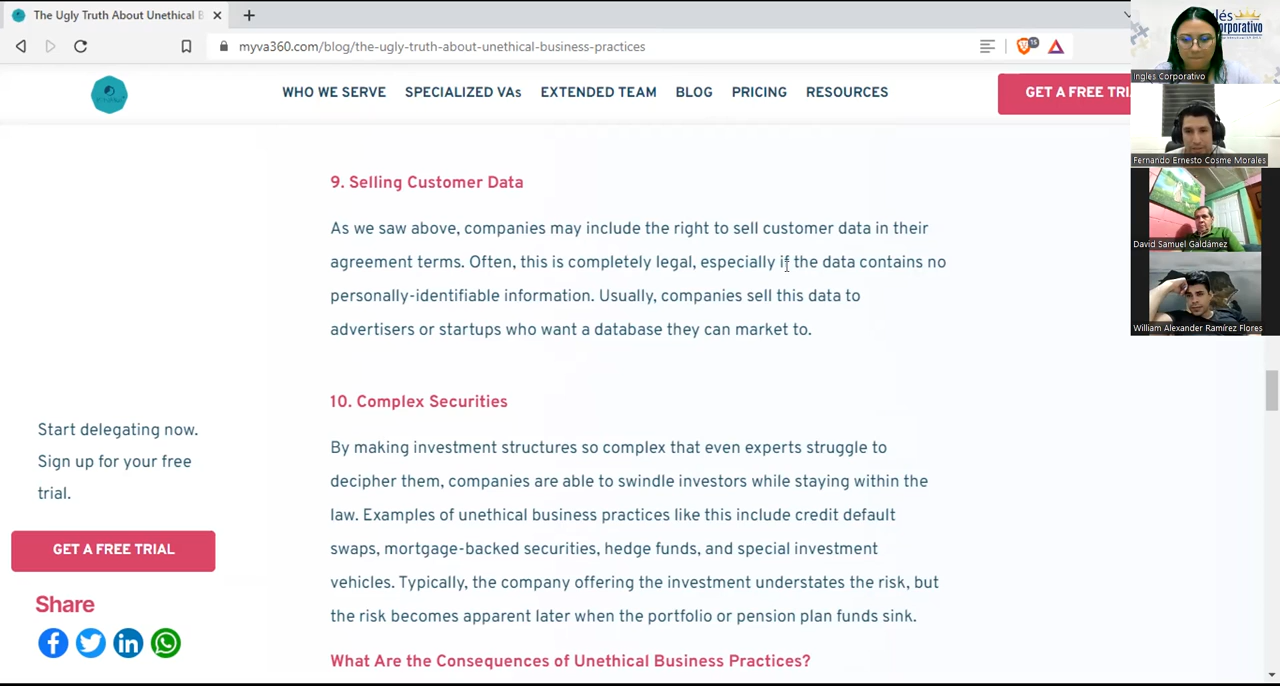 The Ugly Truth About Unethical B
myva360.com/blog/the-ugly-truth-about-unethical-business-practices
15
WHO WE SERVE SPECIALIZED VAs EXTENDED TEAM BLOG PRICING RESOURCES
GET A FREE TRI
9. Selling Customer Data
As we saw above, companies may include the right to sell customer data in their
agreement terms. Often, this is completely legal, especially if the data contains no
personally-identifiable information. Usually, companies sell this data to
advertisers or startups who want a database they can market to.
10. Complex Securities
By making investment structures so complex that even experts struggle to
decipher them, companies are able to swindle investors while staying within the
law. Examples of unethical business practices like this include credit default
swaps, mortgage-backed securities, hedge funds, and special investment
vehicles. Typically, the company offering the investment understates the risk, but
the risk becomes apparent later when the portfolio or pension plan funds sink.
What Are the Consequences of Unethical Business Practices?
Start delegating now.
Sign up for your free
trial.
GET A FREE TRIAL
Share
lés
orporativo
Ingles Corporativo
Fernando Ernesto Cosme Morales
David Samuel Galdámez
William Alexander Ramírez Flores